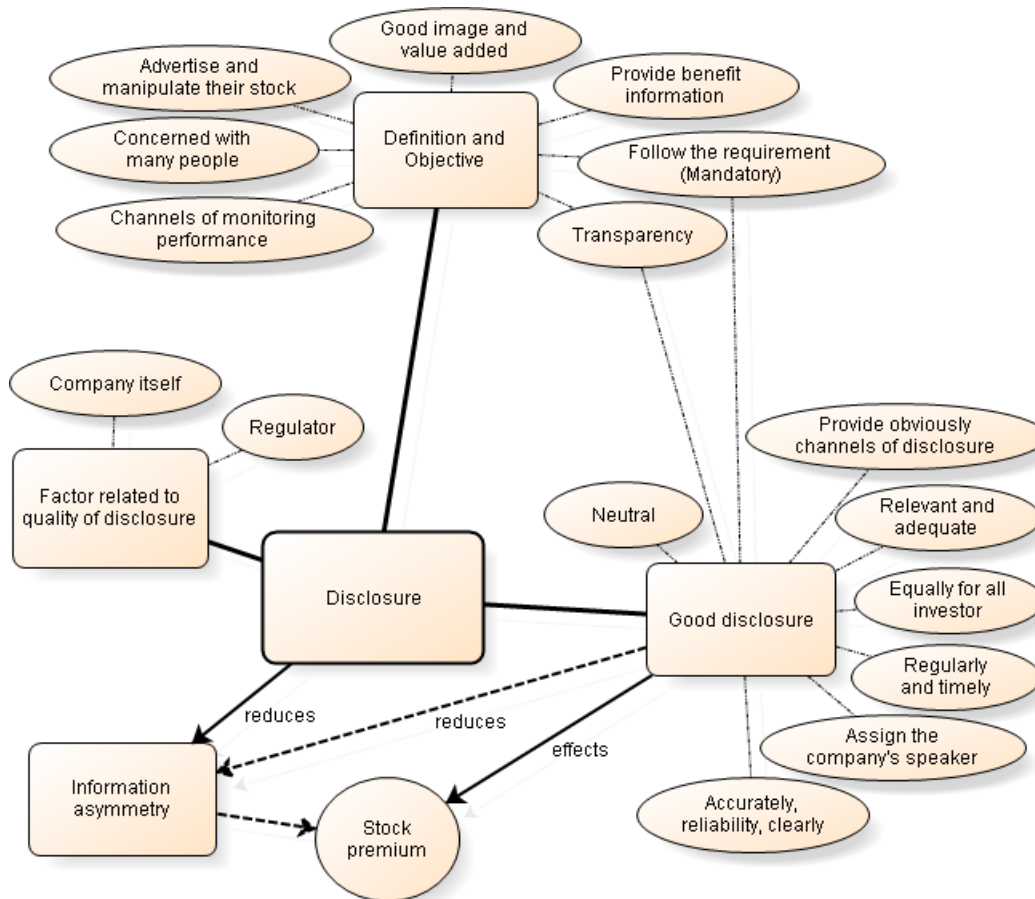 Good image and
value added
Advertise and
manipulate their stock
Provide benefit
information
Concerned with
many people
Definition and
Objective
Follow the requirement
(Mandatory)
Channels of monitoring
performance
Transparency
Company itself
Regulator
Provide obviously
channels of disclosure
Factor related to
quality of disclosure
Neutral
Relevant and
adequate
Disclosure
Good disclosure
Equally for all
investor
Regularly
and timely
reduces
reduces
effects
Assign the
company's speaker
Information
asymmetry
Stock
premium
Accurately,
reliability, clearly